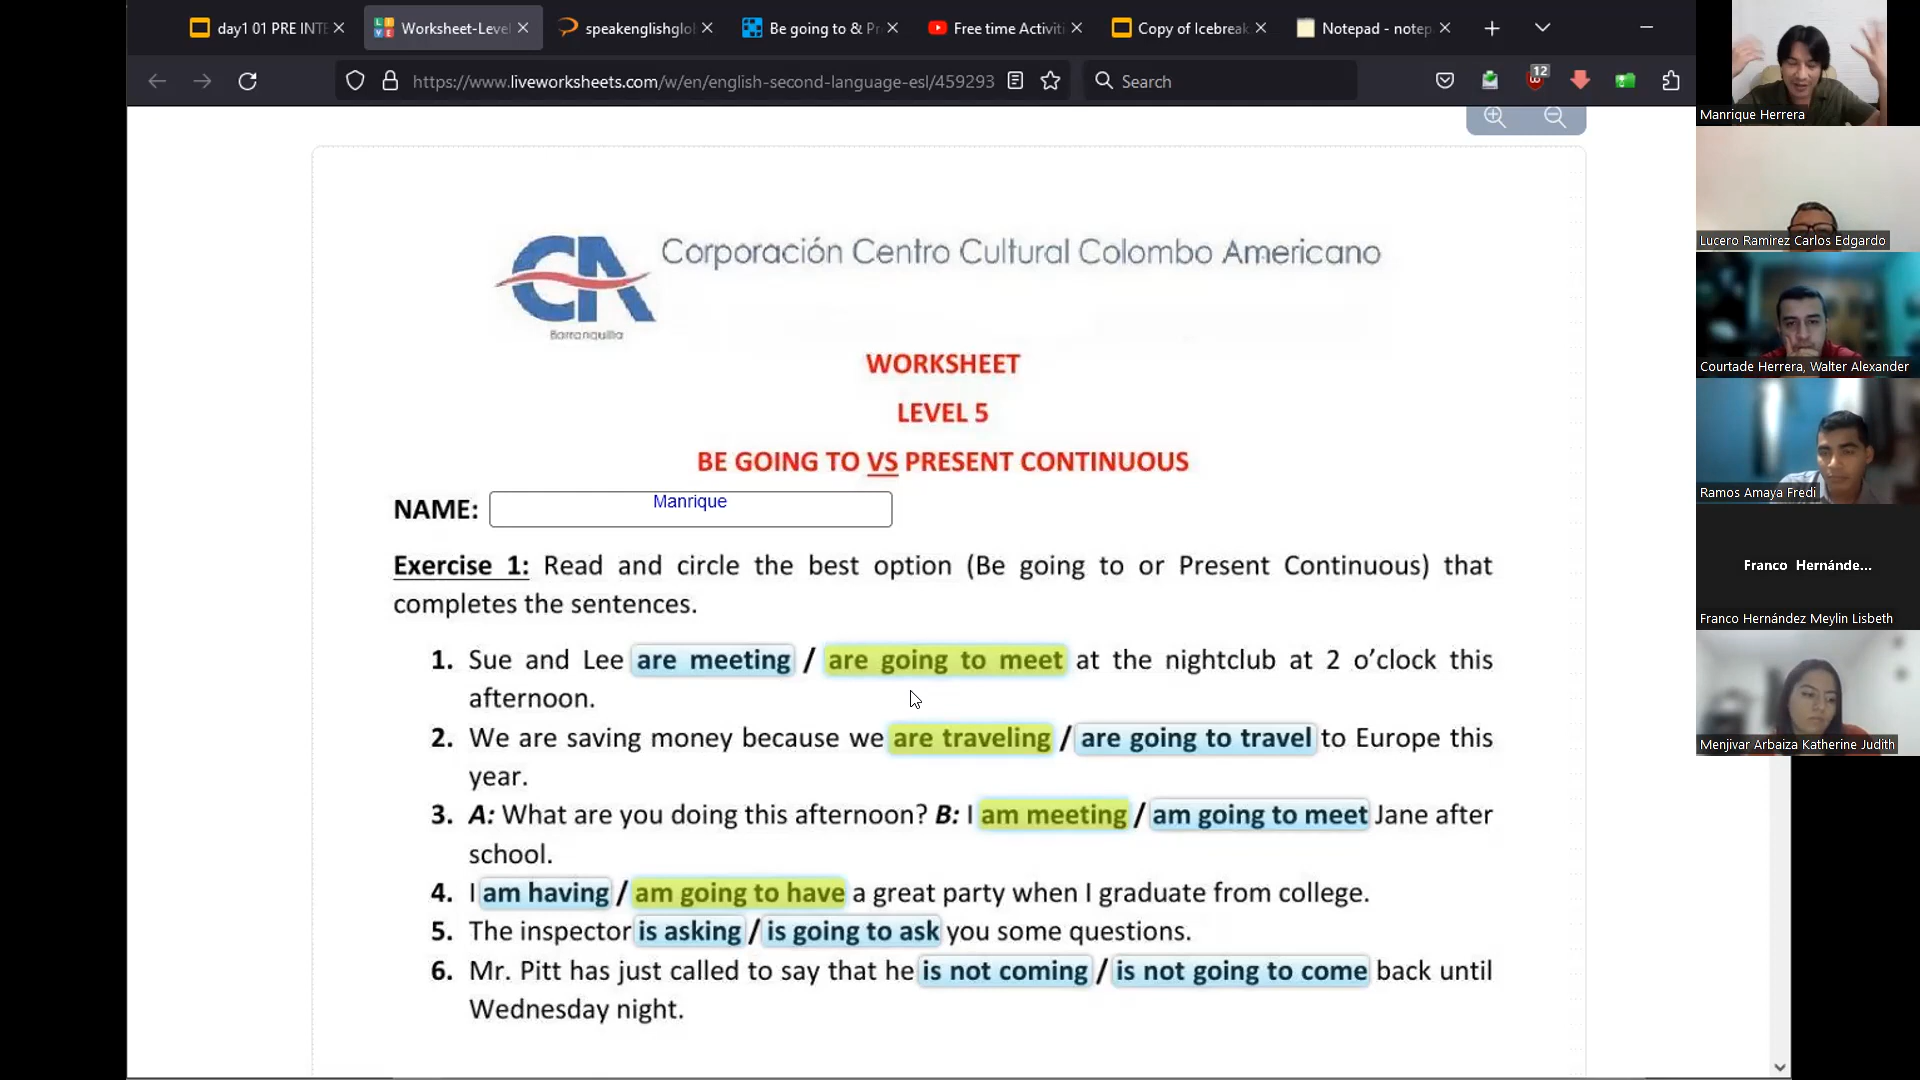 day1 01 PRE INTE
Worksheet-Leve
speakenglishglo
Be going to & Pr
Free time Activiti
Copy of Icebreak
Notepad - notep
https://www.liveworksheets.com/w/en/english-second-language-esl/459293
Search
12
CA
Barranquilla
Corporación Centro Cultural Colombo Americano
WORKSHEET
LEVEL 5
BE GOING TO VS PRESENT CONTINUOUS
NAME: Manrique
Exercise 1: Read and circle the best option (Be going to or Present Continuous) that
completes the sentences.
1. Sue and Lee are meeting / are going to meet at the nightclub at 2 o’clock this
afternoon.
2. We are saving money because we are traveling / are going to travel to Europe this
year.
3. A: What are you doing this afternoon? B: I am meeting / am going to meet Jane after
school.
4. I am having / am going to have a great party when I graduate from college.
5. The inspector is asking / is going to ask you some questions.
6. Mr. Pitt has just called to say that he is not coming / is not going to come back until
Wednesday night.
Manrique Herrera
Lucero Ramirez Carlos Edgardo
Courtade Herrera, Walter Alexander
Ramos Amaya Fredi
Franco Hernánde...
Franco Hernández Meylin Lisbeth
Menjivar Arbaiza Katherine Judith